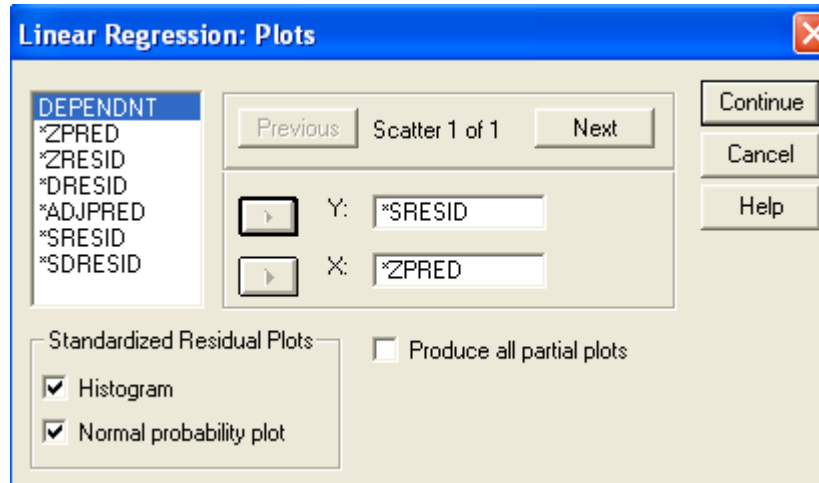 Linear Regression: Plots
DEPENDNT
*ZPRED
*ZRESID
*DRESID
*ADJPRED
*SRESID
*SDRESID
Previous
Scatter 1 of 1
Next
Y:
*SRESID
X:
*ZPRED
Continue
Cancel
Help
Standardized Residual Plots
Histogram
Normal probability plot
Produce all partial plots